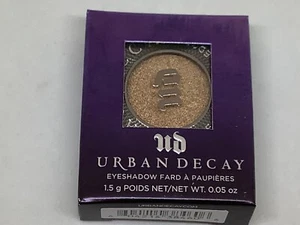 UD
URBAN DECAY
EYESHADOW FARD À PAUPIÈRES
1.5 g POIDS NET/NET WT. 0.05 oz